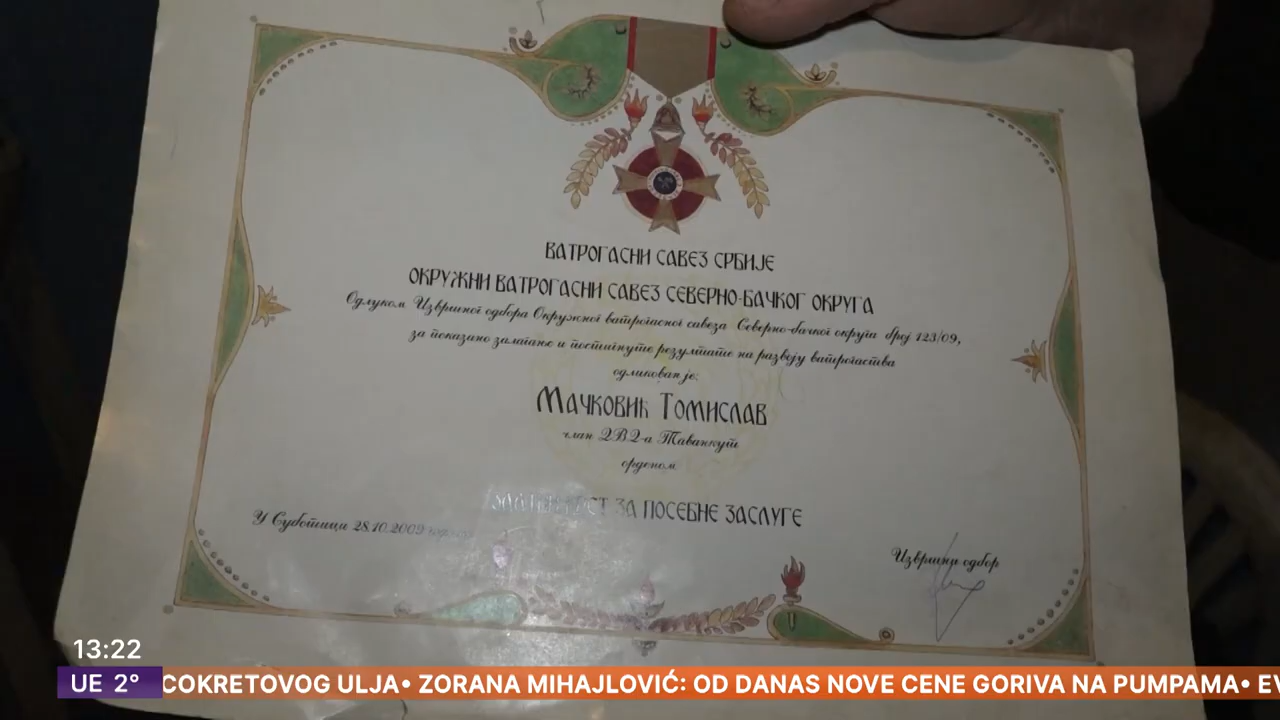 ВАТРОГАСНИ САВЕЗ СРБИЈЕ
ОКРУЖНИ ВАТРОГАСНИ САВЕЗ СЕВЕРНО-БАЧКОГ ОКРУГА
Одлуком Извршног одбора Окружног ватрогасног савеза Северно-бачког округа број 123/09,
за показано залагање и постигнуте резултате на развоју ватрогаства
одликован је:
МАЧКОВИЋ ТОМИСЛАВ
члан ДВД-а Таванкут
орденом
КРСТ ЗА ПОСЕБНЕ ЗАСЛУГЕ
У Суботици 28.10.2009 године
Извршни одбор
13:22
UE 2° COKRETOVOG ULJA• ZORANA MIHAJLOVIĆ: OD DANAS NOVE CENE GORIVA NA PUMPAMA• EV